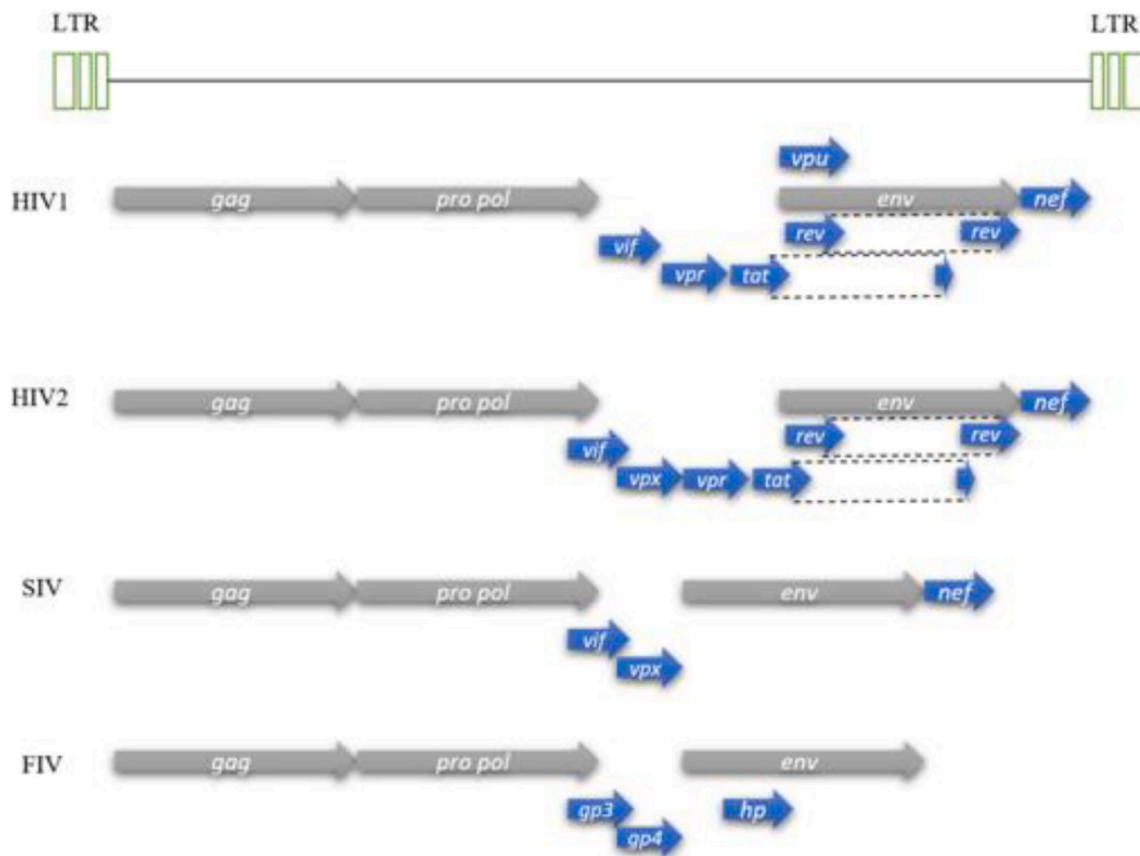 LTR LTR
vpu
HIV1 gag pro pol env nef
rev rev
vif
vpr tat
HIV2 gag pro pol env nef
rev rev
vif
vpx vpr tat
SIV gag pro pol env nef
vif
vpx
FIV gag pro pol env
gp3 hp
gp4